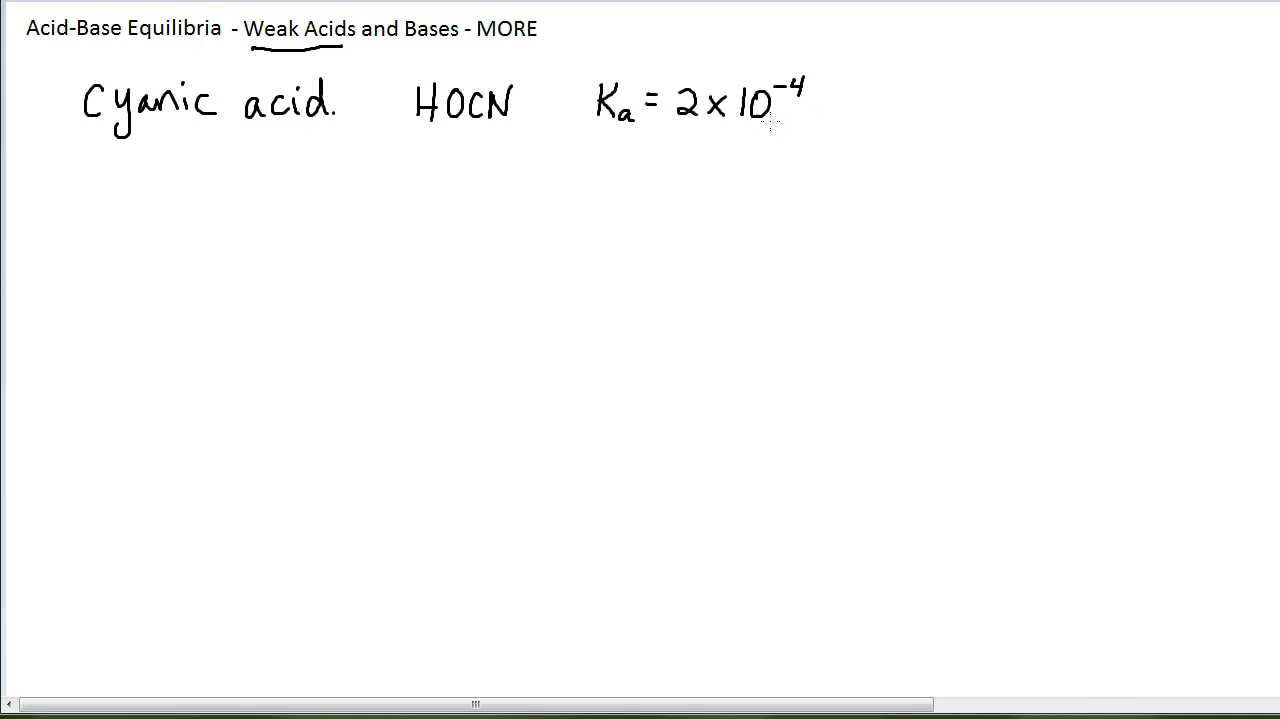 Acid-Base Equilibria - Weak Acids and Bases - MORE
Cyanic acid. HOCN Ka = 2 x 10⁻⁴